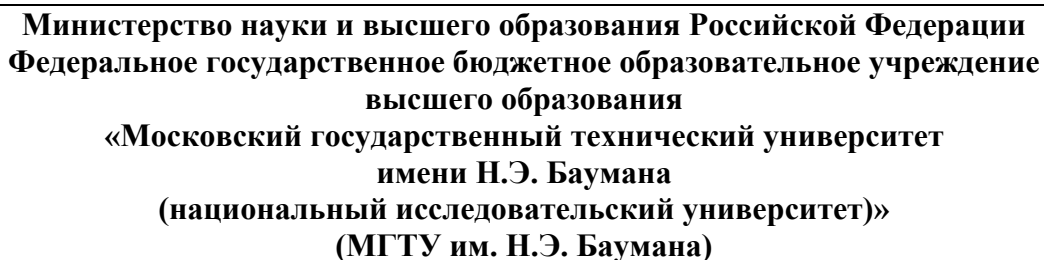 Министерство науки и высшего образования Российской Федерации
Федеральное государственное бюджетное образовательное учреждение
высшего образования
«Московский государственный технический университет
имени Н.Э. Баумана
(национальный исследовательский университет)»
(МГТУ им. Н.Э. Баумана)